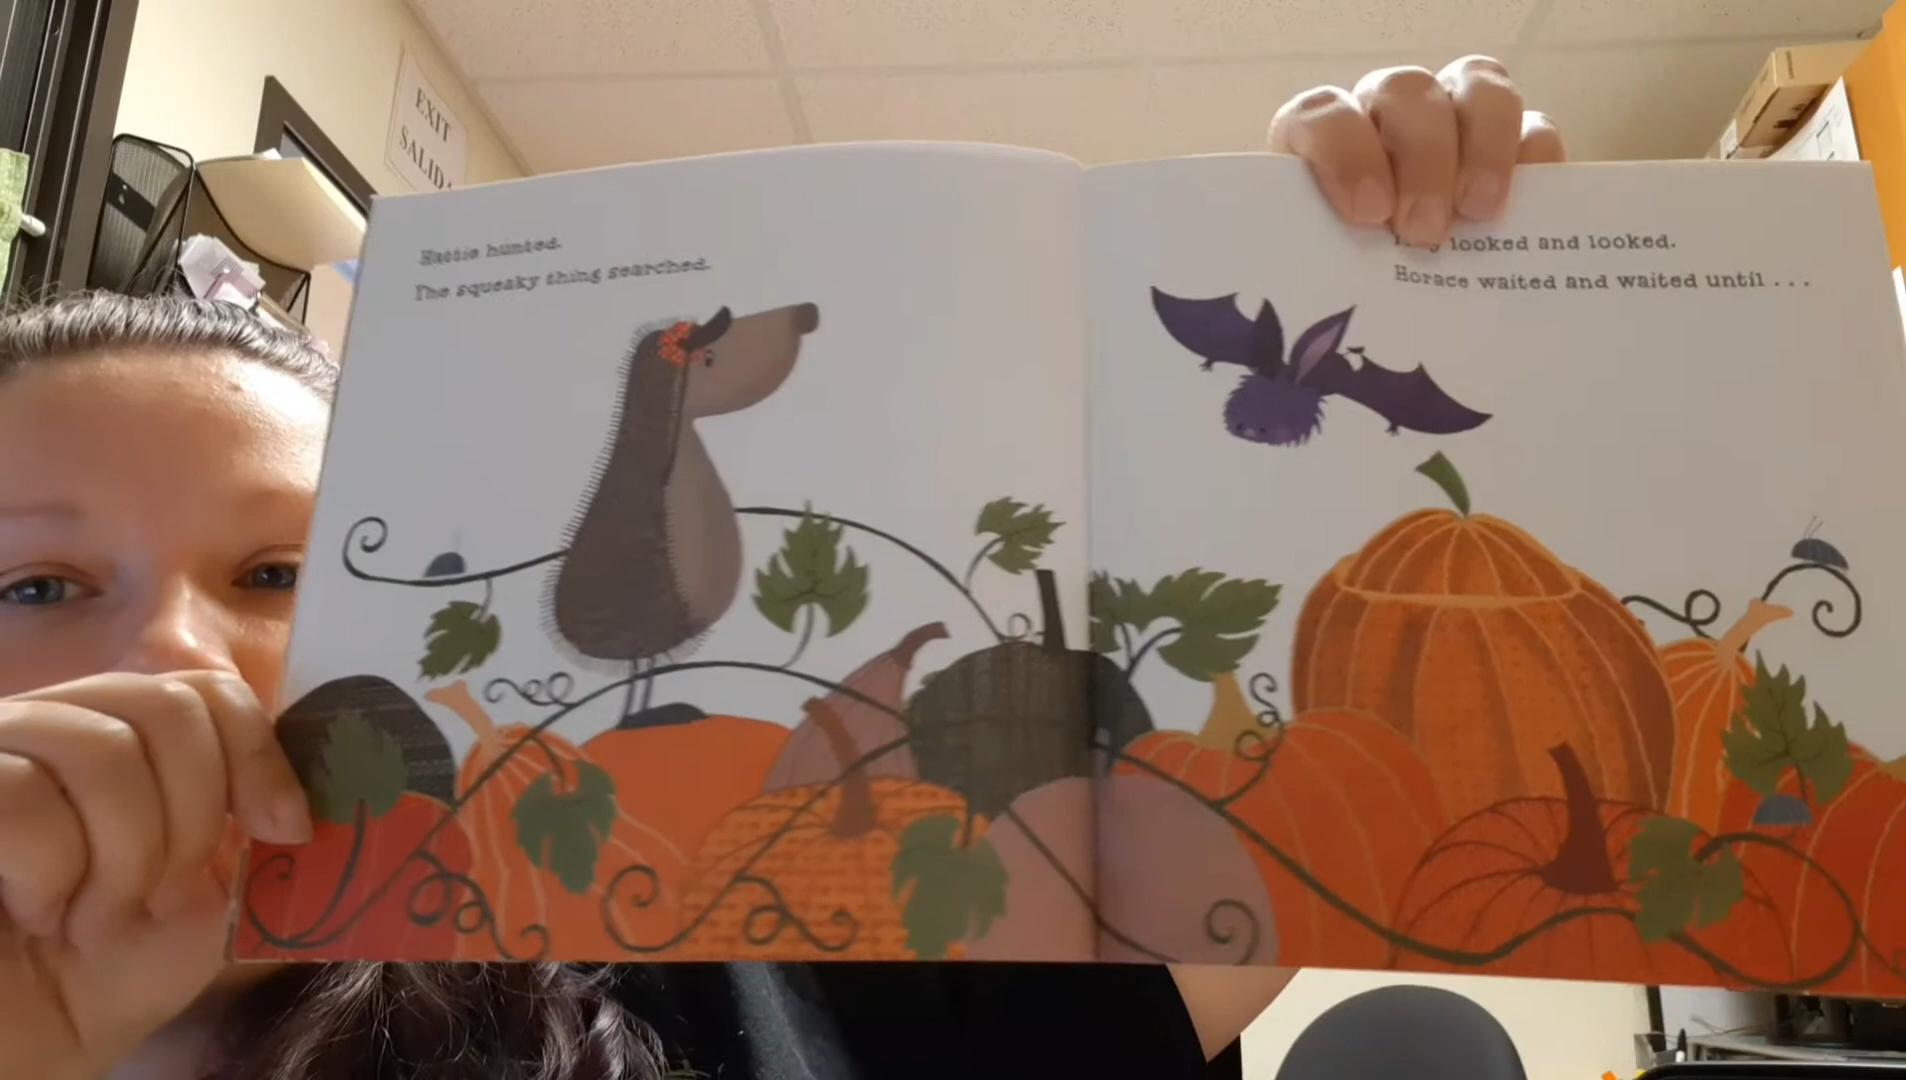 EXIT
SALIDA
Hattie hunted.
The squeaky thing searched.
looked and looked.
Horace waited and waited until . . .